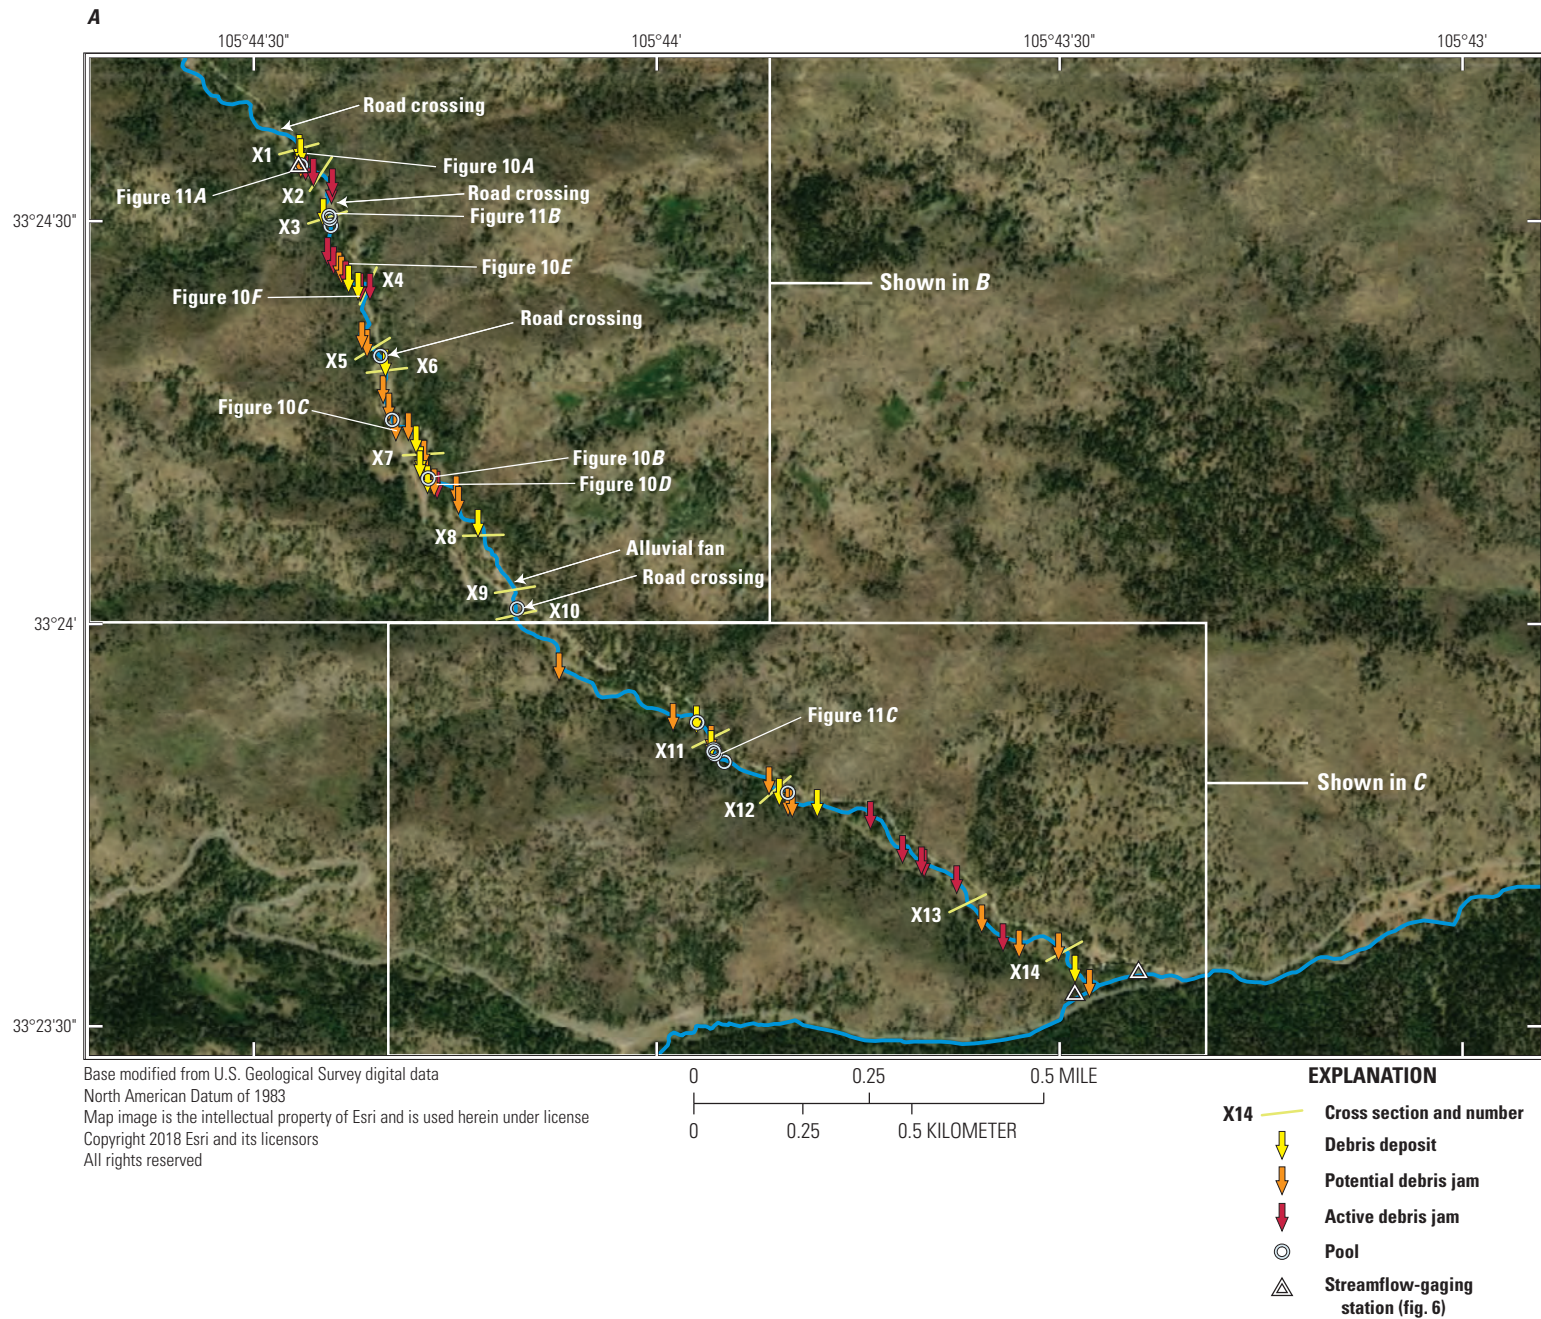 A
105°44'30"
105°44'
105°43'30"
105°43'
Road crossing
X1
Figure 10A
Figure 11A
X2
Road crossing
33°24'30"
Figure 11B
X3
Figure 10E
X4
Shown in B
Figure 10F
Road crossing
X5
X6
Figure 10C
X7
Figure 10B
Figure 10D
X8
Alluvial fan
Road crossing
X9
X10
33°24'
Figure 11C
X11
Shown in C
X12
X13
X14
33°23'30"
Base modified from U.S. Geological Survey digital data
North American Datum of 1983
Map image is the intellectual property of Esri and is used herein under license
Copyright 2018 Esri and its licensors
All rights reserved
0 0.25 0.5 MILE
0 0.25 0.5 KILOMETER
EXPLANATION
X14 Cross section and number
Debris deposit
Potential debris jam
Active debris jam
Pool
Streamflow-gaging
station (fig. 6)